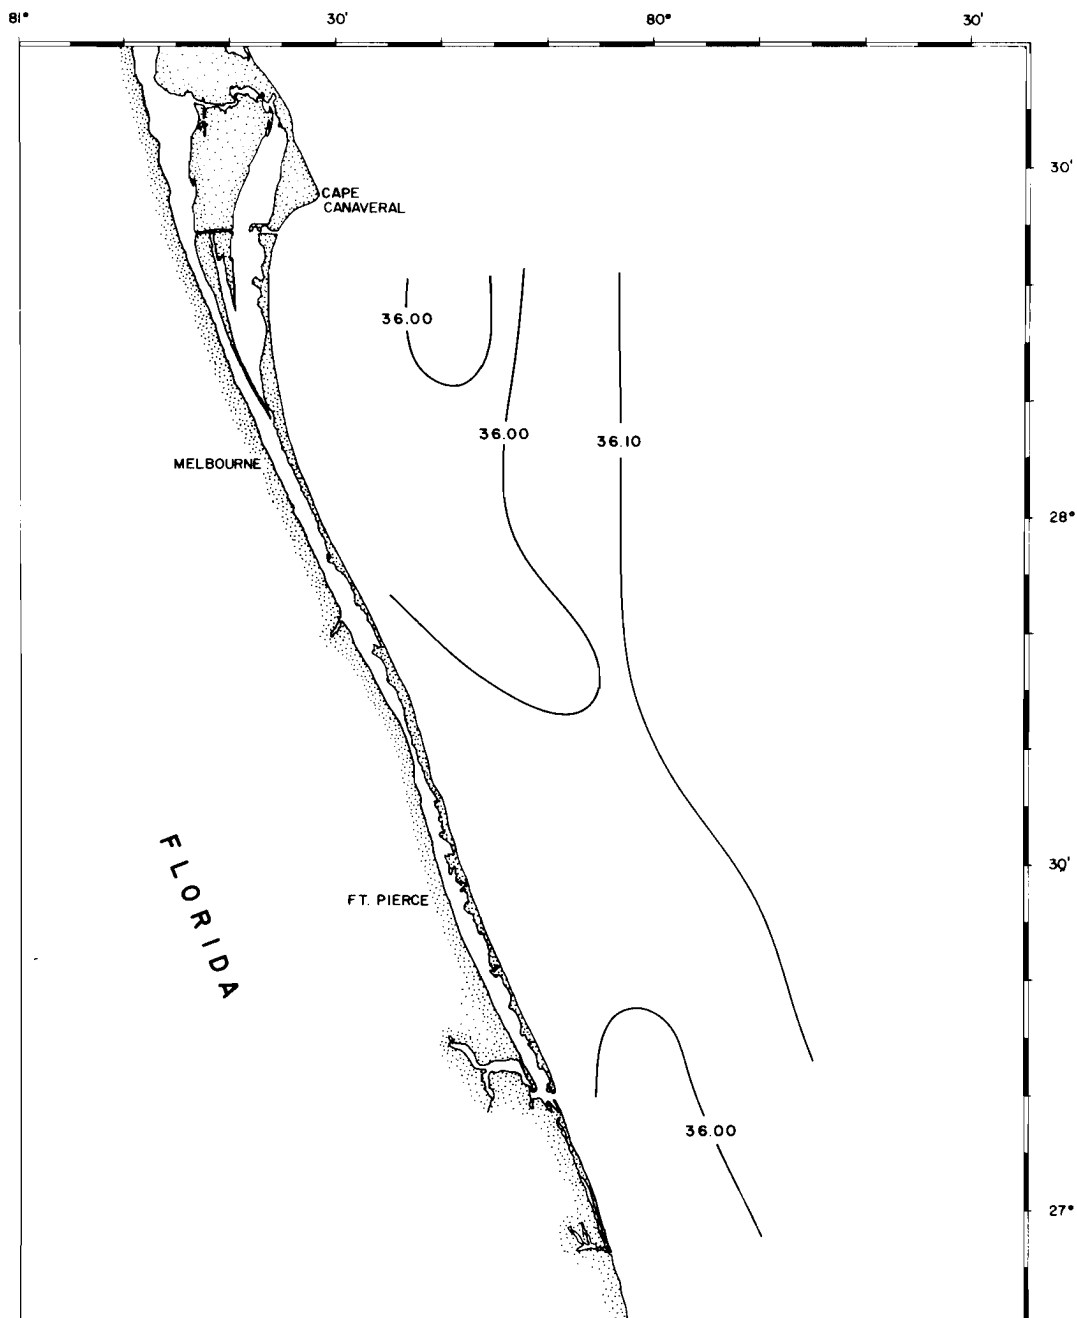 81° 30' 80° 30'
30'
CAPE
CANAVERAL
36.00
36.00
36.10
MELBOURNE
28°
30'
FT. PIERCE
FLORIDA
36.00
27°